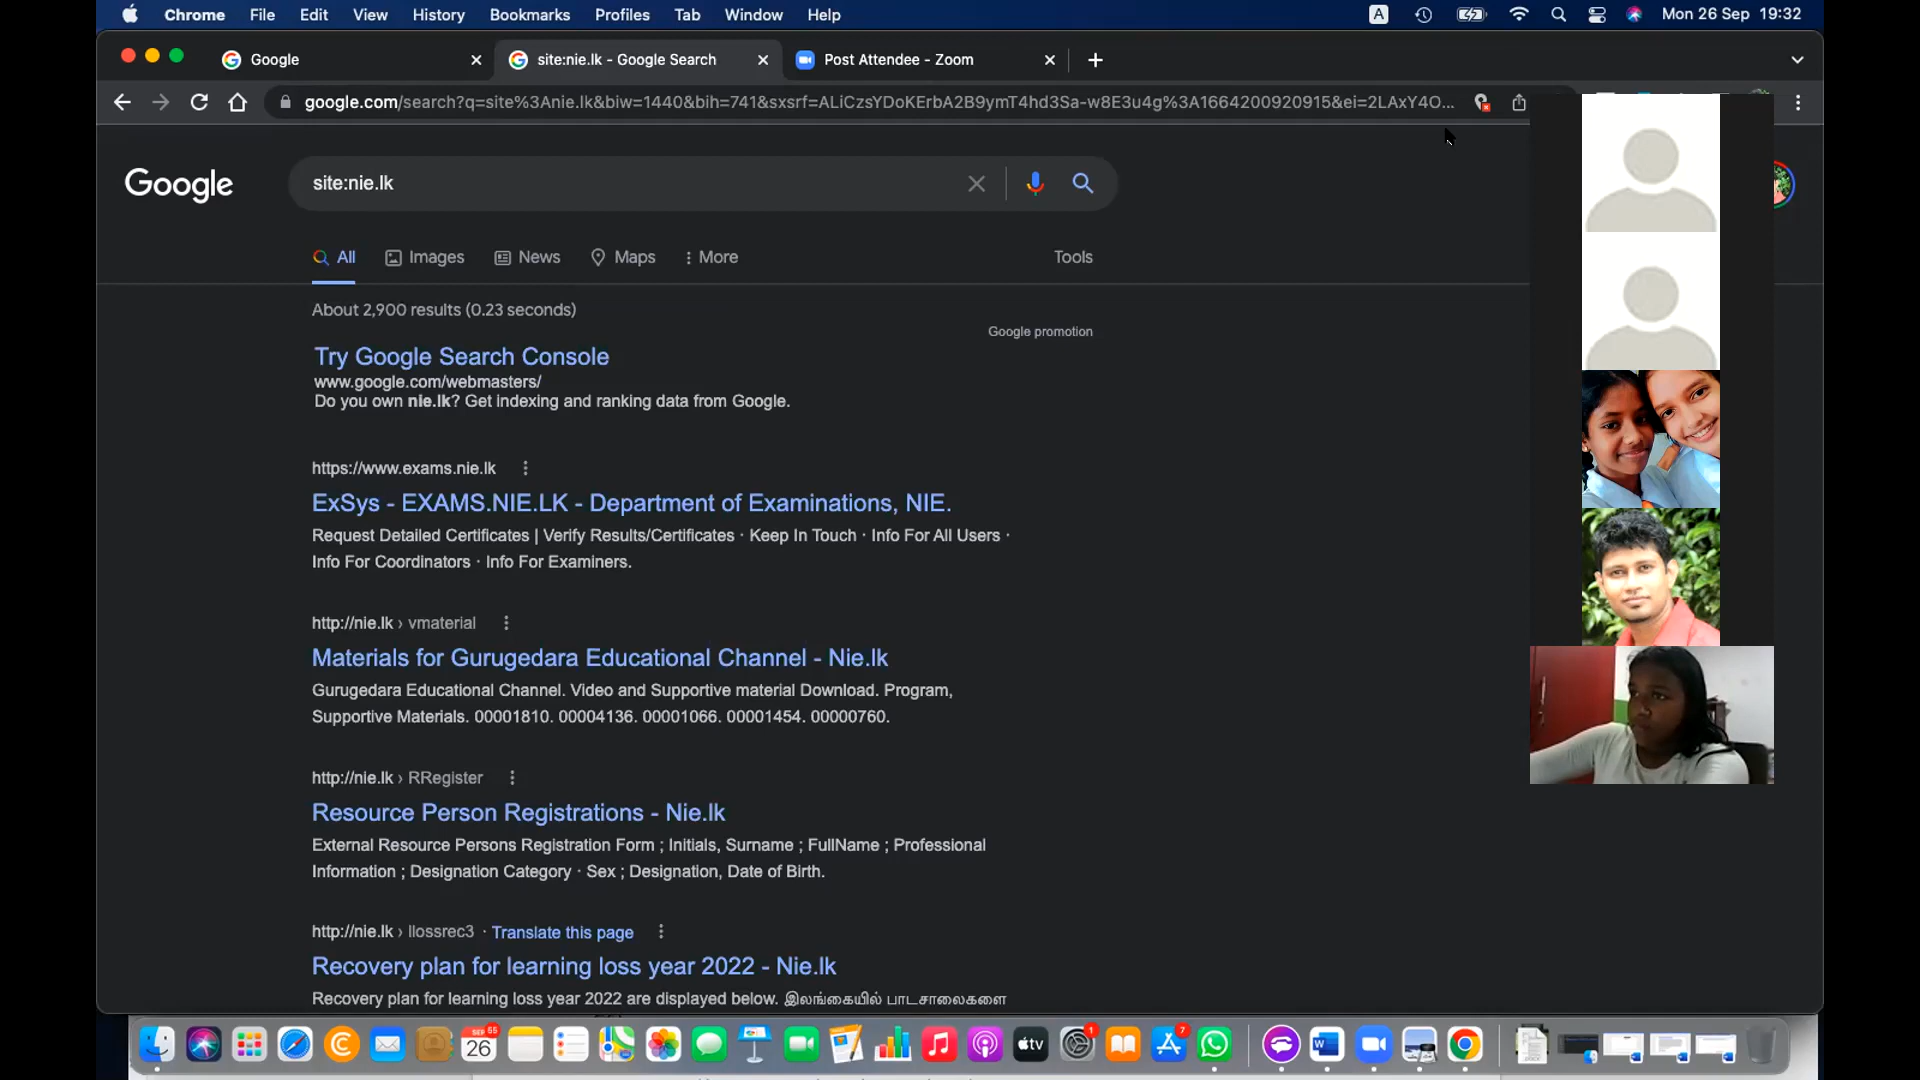 Chrome File Edit View History Bookmarks Profiles Tab Window Help A Mon 26 Sep 19:32
Google site:nie.lk - Google Search Post Attendee - Zoom
google.com/search?q=site%3Anie.lk&biw=1440&bih=741&sxsrf=ALiCzsYDoKErbA2B9ymT4hd3Sa-w8E3u4g%3A1664200920915&ei=2LAxY4O...
Google site:nie.lk
All Images News Maps More Tools
About 2,900 results (0.23 seconds)
Google promotion
Try Google Search Console
www.google.com/webmasters/
Do you own nie.lk? Get indexing and ranking data from Google.
https://www.exams.nie.lk
ExSys - EXAMS.NIE.LK - Department of Examinations, NIE.
Request Detailed Certificates | Verify Results/Certificates · Keep In Touch · Info For All Users ·
Info For Coordinators · Info For Examiners.
http://nie.lk › vmaterial
Materials for Gurugedara Educational Channel - Nie.lk
Gurugedara Educational Channel. Video and Supportive material Download. Program,
Supportive Materials. 00001810. 00004136. 00001066. 00001454. 00000760.
http://nie.lk › RRegister
Resource Person Registrations - Nie.lk
External Resource Persons Registration Form ; Initials, Surname ; FullName ; Professional
Information ; Designation Category · Sex ; Designation, Date of Birth.
http://nie.lk › llossrec3 · Translate this page
Recovery plan for learning loss year 2022 - Nie.lk
Recovery plan for learning loss year 2022 are displayed below. இலங்கையில் பாடசாலைகளை
SEP 26 65 tv 1 7 W